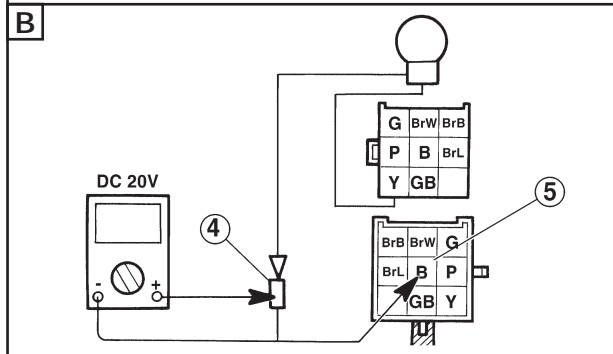 B
G BrW BrB
P B BrL
Y GB
DC 20V
- +
4
5
BrB BrW G
BrL B P
GB Y